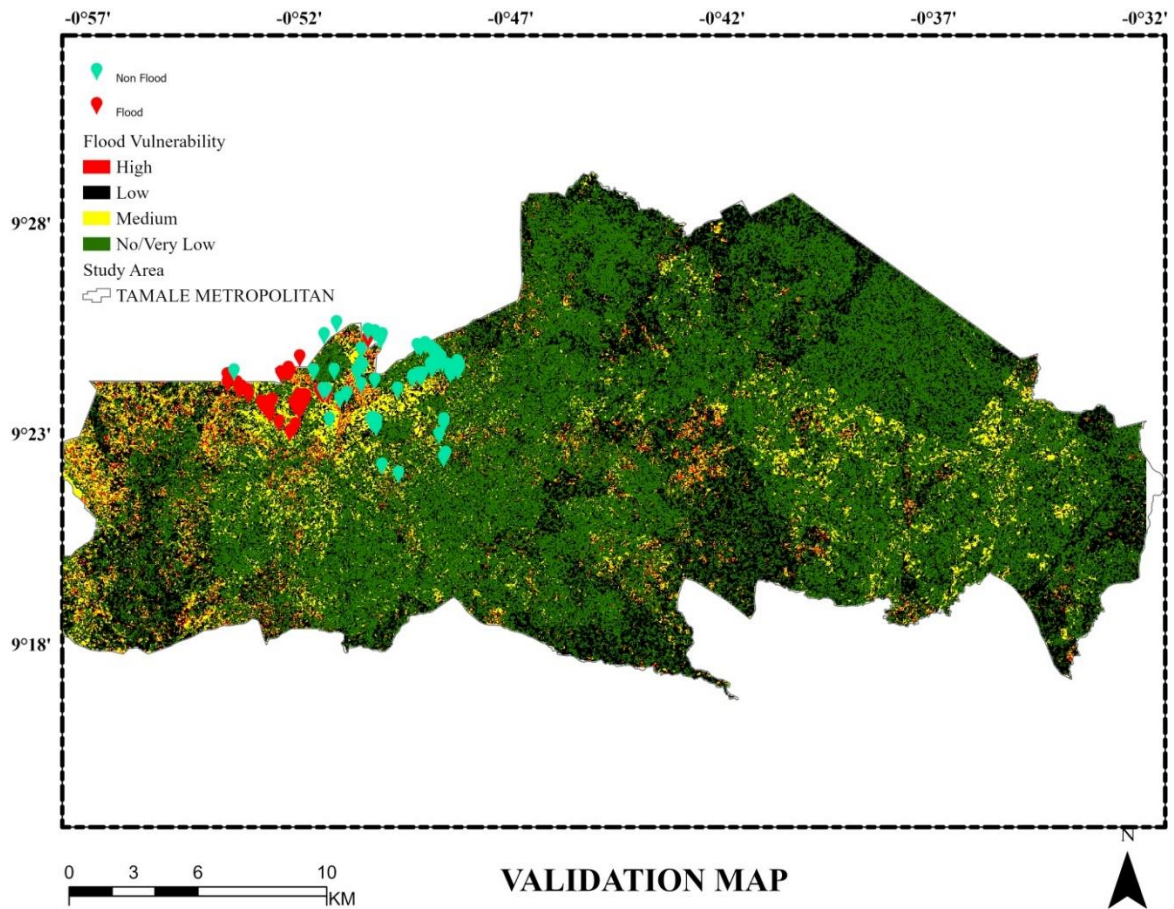 -0°57' -0°52' -0°47' -0°42' -0°37' -0°32'
Non Flood
Flood
Flood Vulnerability
High
Low
Medium
No/Very Low
Study Area
TAMALE METROPOLITAN
9°28'
9°23'
9°18'
0 3 6 10
KM
VALIDATION MAP
N